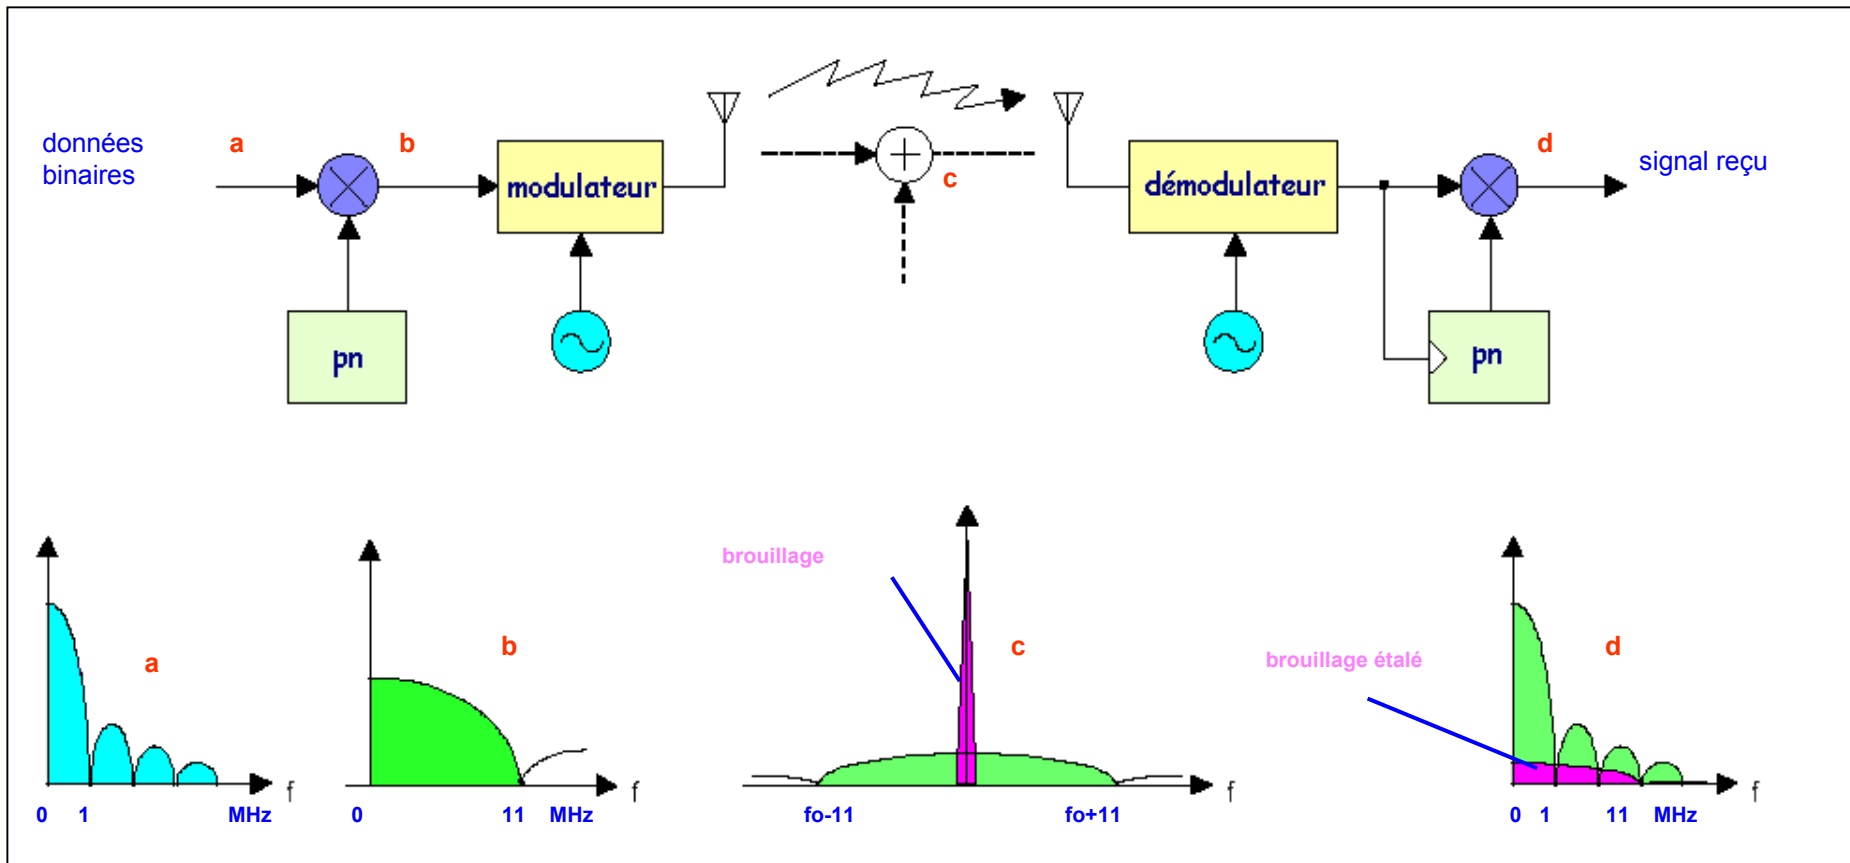 données
binaires
a
b
modulateur
c
démodulateur
d
signal reçu
pn
pn
brouillage
a
b
c
brouillage étalé
d
f
f
f
f
0 1 MHz
0 11 MHz
fo-11 fo+11
0 1 11 MHz